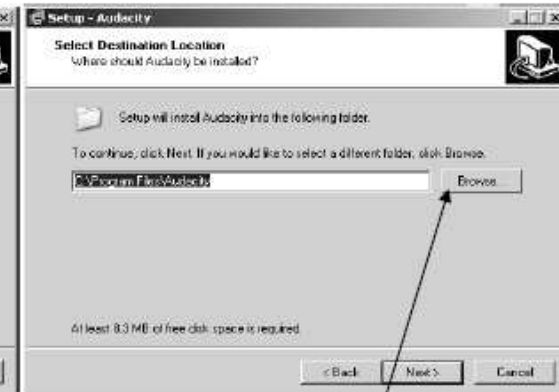 Setup - Audacity
Select Destination Location
Where should Audacity be installed?
Setup will install Audacity into the following folder.
To continue, click Next. If you would like to select a different folder, click Browse.
C:\Program Files\Audacity
Browse...
At least 8.3 MB of free disk space is required.
< Back
Next >
Cancel